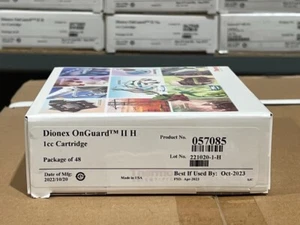 Dionex OnGuard™ II H
1cc Cartridge
Product No.
057085
Package of 48
Lot No.
221020-1-H
Date of Mfg:
2022/10/20
Made in USA
Best If Used By: Oct-2023